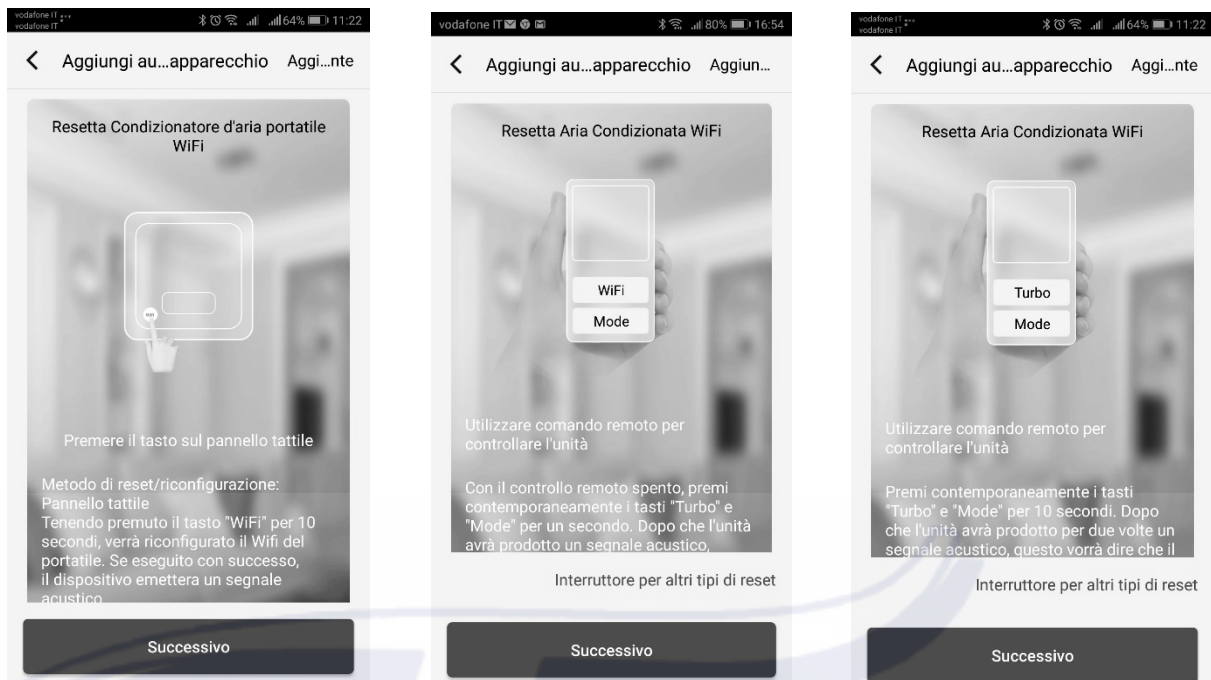 vodafone IT
vodafone IT
64% 11:22
Aggiungi au...apparecchio Aggi...nte
Resetta Condizionatore d'aria portatile
WiFi
WiFi
Premere il tasto sul pannello tattile
Metodo di reset/riconfigurazione:
Pannello tattile
Tenendo premuto il tasto "WiFi" per 10
secondi, verrà riconfigurato il Wifi del
portatile. Se eseguito con successo,
il dispositivo emettera un segnale
acustico
Successivo
vodafone IT 80% 16:54
Aggiungi au...apparecchio Aggiun...
Resetta Aria Condizionata WiFi
WiFi
Mode
Utilizzare comando remoto per
controllare l'unità
Con il controllo remoto spento, premi
contemporaneamente i tasti "Turbo" e
"Mode" per un secondo. Dopo che l'unità
avrà prodotto un segnale acustico,
Interruttore per altri tipi di reset
Successivo
vodafone IT
vodafone IT
64% 11:22
Aggiungi au...apparecchio Aggi...nte
Resetta Aria Condizionata WiFi
Turbo
Mode
Utilizzare comando remoto per
controllare l'unità
Premi contemporaneamente i tasti
"Turbo" e "Mode" per 10 secondi. Dopo
che l'unità avrà prodotto per due volte un
segnale acustico, questo vorrà dire che il
Interruttore per altri tipi di reset
Successivo